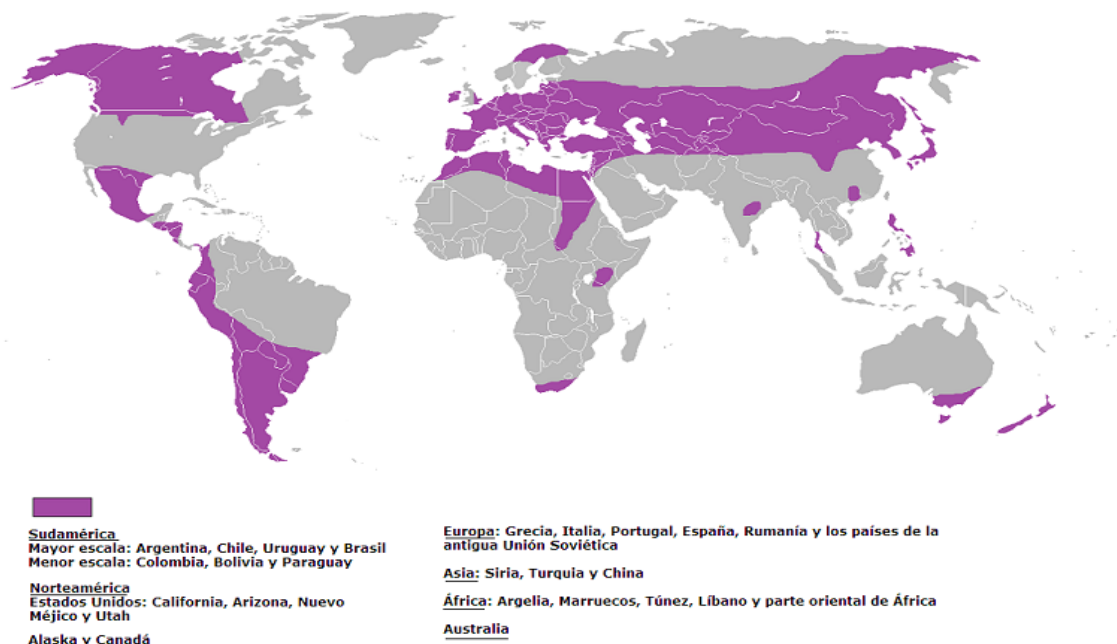 Sudamérica
Mayor escala: Argentina, Chile, Uruguay y Brasil
Menor escala: Colombia, Bolivia y Paraguay
Norteamérica
Estados Unidos: California, Arizona, Nuevo
Méjico y Utah
Alaska y Canadá
Europa: Grecia, Italia, Portugal, España, Rumanía y los países de la
antigua Unión Soviética
Asia: Siria, Turquia y China
África: Argelia, Marruecos, Túnez, Líbano y parte oriental de África
Australia